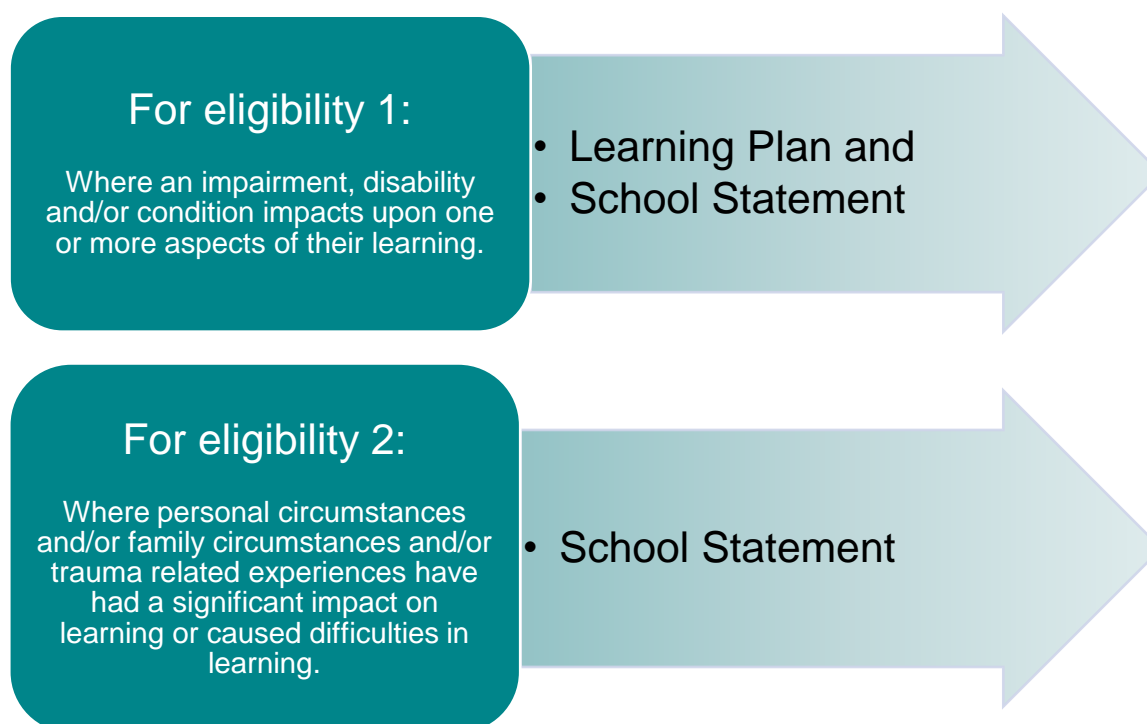 For eligibility 1:
Where an impairment, disability
and/or condition impacts upon one
or more aspects of their learning.
• Learning Plan and
• School Statement
For eligibility 2:
Where personal circumstances
and/or family circumstances and/or
trauma related experiences have
had a significant impact on
learning or caused difficulties in
learning.
• School Statement